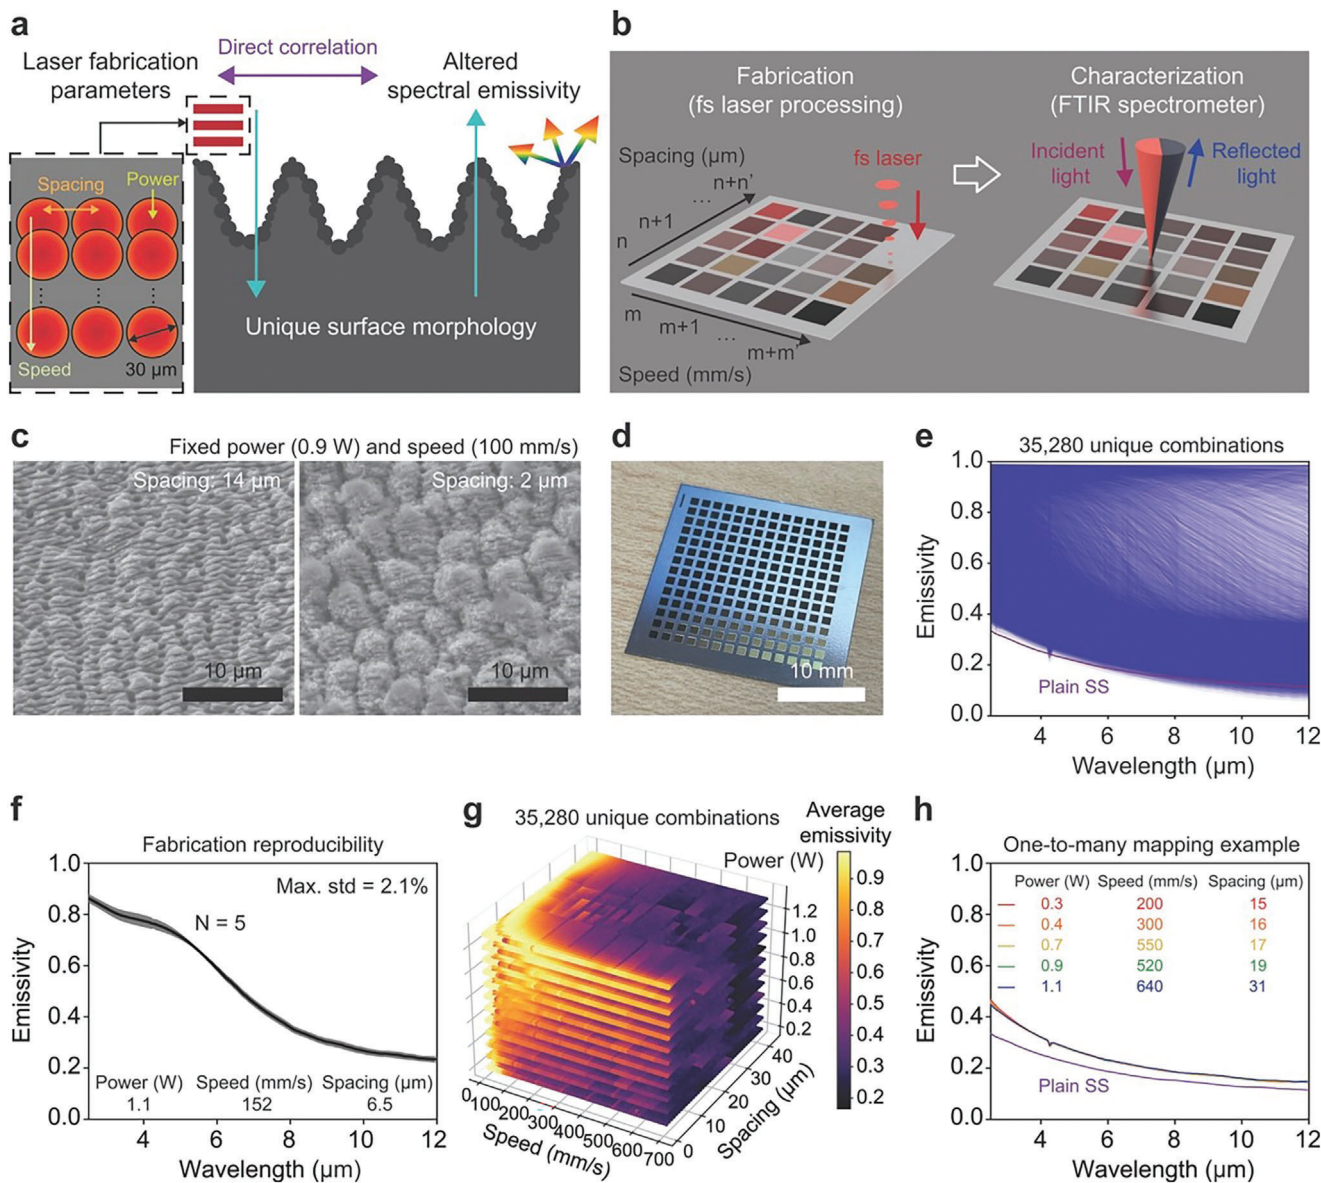 a
Direct correlation
Laser fabrication
parameters
Altered
spectral emissivity
Spacing
Power
Speed
30 µm
Unique surface morphology
b
Fabrication
(fs laser processing)
Characterization
(FTIR spectrometer)
Spacing (µm)
n+n’
...
n+1
n
fs laser
Incident
light
Reflected
light
m
m+1
...
m+m’
Speed (mm/s)
c
Fixed power (0.9 W) and speed (100 mm/s)
Spacing: 14 µm
Spacing: 2 µm
10 µm
10 µm
d
10 mm
e
35,280 unique combinations
Emissivity
1.0
0.8
0.6
0.4
0.2
0.0
Plain SS
4 6 8 10 12
Wavelength (µm)
f
Fabrication reproducibility
Max. std = 2.1%
N = 5
Emissivity
1.0
0.8
0.6
0.4
0.2
0.0
Power (W) Speed (mm/s) Spacing (µm)
1.1 152 6.5
4 6 8 10 12
Wavelength (µm)
g
35,280 unique combinations
Average
emissivity
Power (W)
1.2
1.0
0.8
0.6
0.4
0.2
0.9
0.8
0.7
0.6
0.5
0.4
0.3
0.2
0 100 200 300 400 500 600 700
Speed (mm/s)
0 10 20 30 40
Spacing (µm)
h
One-to-many mapping example
Emissivity
1.0
0.8
0.6
0.4
0.2
0.0
Power (W) Speed (mm/s) Spacing (µm)
0.3 200 15
0.4 300 16
0.7 550 17
0.9 520 19
1.1 640 31
Plain SS
4 6 8 10 12
Wavelength (µm)